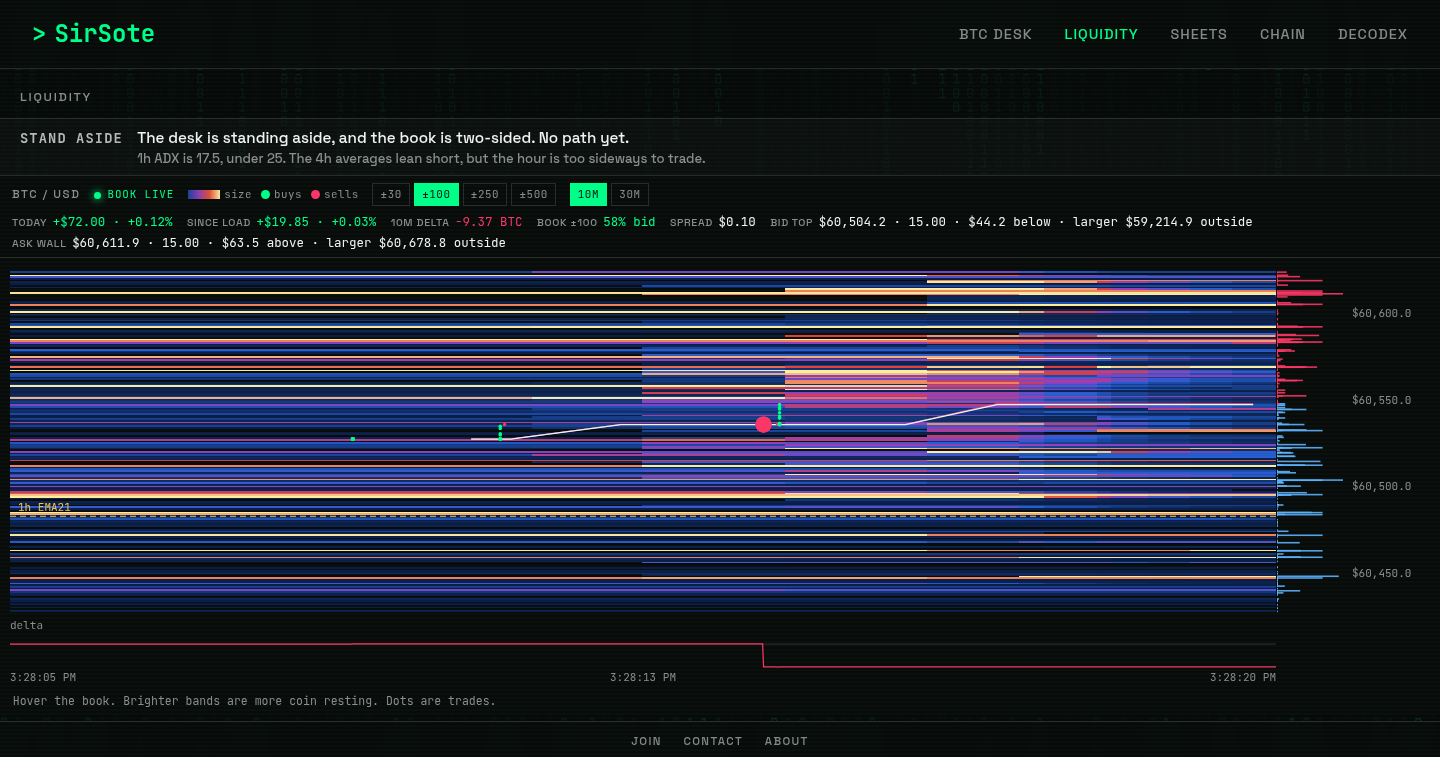 > SirSote
BTC DESK LIQUIDITY SHEETS CHAIN DECODEX
LIQUIDITY
STAND ASIDE The desk is standing aside, and the book is two-sided. No path yet.
1h ADX is 17.5, under 25. The 4h averages lean short, but the hour is too sideways to trade.
BTC / USD BOOK LIVE size buys sells ±30 ±100 ±250 ±500 10M 30M
TODAY +$72.00 · +0.12% SINCE LOAD +$19.85 · +0.03% 10M DELTA -9.37 BTC BOOK ±100 58% bid SPREAD $0.10 BID TOP $60,504.2 · 15.00 · $44.2 below · larger $59,214.9 outside
ASK WALL $60,611.9 · 15.00 · $63.5 above · larger $60,678.8 outside
$60,600.0
$60,550.0
$60,500.0
1h EMA21
$60,450.0
delta
3:28:05 PM 3:28:13 PM 3:28:20 PM
Hover the book. Brighter bands are more coin resting. Dots are trades.
JOIN CONTACT ABOUT